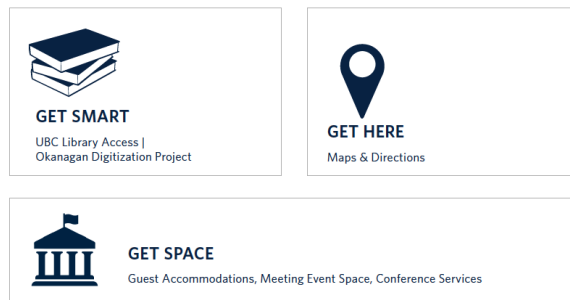 GET SMART
UBC Library Access |
Okanagan Digitization Project
GET HERE
Maps & Directions
GET SPACE
Guest Accommodations, Meeting Event Space, Conference Services